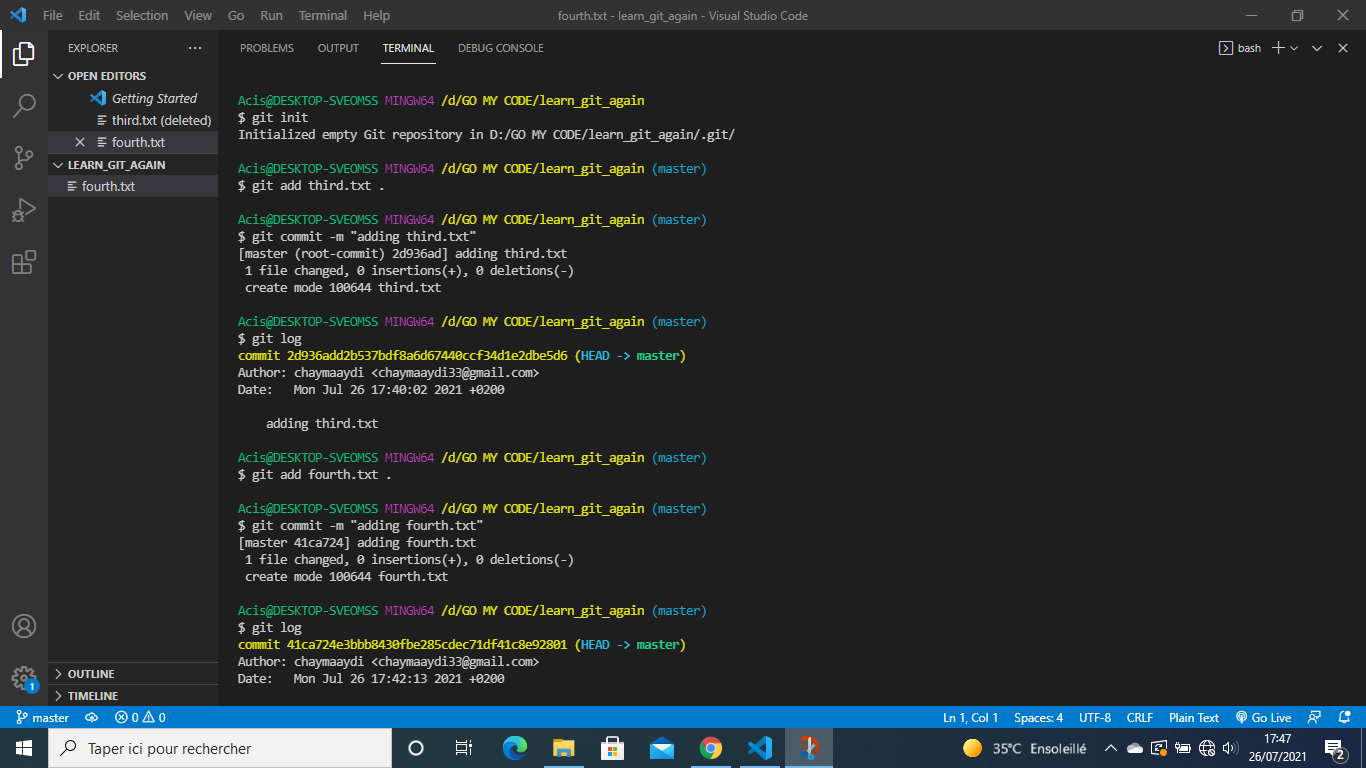 File Edit Selection View Go Run Terminal Help
fourth.txt - learn_git_again - Visual Studio Code
EXPLORER
OPEN EDITORS
Getting Started
third.txt (deleted)
fourth.txt
LEARN_GIT_AGAIN
fourth.txt
OUTLINE
TIMELINE
PROBLEMS OUTPUT TERMINAL DEBUG CONSOLE
bash
Acis@DESKTOP-SVEOMSS MINGW64 /d/GO MY CODE/learn_git_again
$ git init
Initialized empty Git repository in D:/GO MY CODE/learn_git_again/.git/
Acis@DESKTOP-SVEOMSS MINGW64 /d/GO MY CODE/learn_git_again (master)
$ git add third.txt .
Acis@DESKTOP-SVEOMSS MINGW64 /d/GO MY CODE/learn_git_again (master)
$ git commit -m "adding third.txt"
[master (root-commit) 2d936ad] adding third.txt
1 file changed, 0 insertions(+), 0 deletions(-)
create mode 100644 third.txt
Acis@DESKTOP-SVEOMSS MINGW64 /d/GO MY CODE/learn_git_again (master)
$ git log
commit 2d936add2b537bdf8a6d67440ccf34d1e2dbe5d6 (HEAD -> master)
Author: chaymaaydi <chaymaaydi33@gmail.com>
Date: Mon Jul 26 17:40:02 2021 +0200
adding third.txt
Acis@DESKTOP-SVEOMSS MINGW64 /d/GO MY CODE/learn_git_again (master)
$ git add fourth.txt .
Acis@DESKTOP-SVEOMSS MINGW64 /d/GO MY CODE/learn_git_again (master)
$ git commit -m "adding fourth.txt"
[master 41ca724] adding fourth.txt
1 file changed, 0 insertions(+), 0 deletions(-)
create mode 100644 fourth.txt
Acis@DESKTOP-SVEOMSS MINGW64 /d/GO MY CODE/learn_git_again (master)
$ git log
commit 41ca724e3bbb8430fbe285cdec71df41c8e92801 (HEAD -> master)
Author: chaymaaydi <chaymaaydi33@gmail.com>
Date: Mon Jul 26 17:42:13 2021 +0200
1
master 0 0
Ln 1, Col 1 Spaces: 4 UTF-8 CRLF Plain Text Go Live
Taper ici pour rechercher
35°C Ensoleillé
17:47
26/07/2021
2